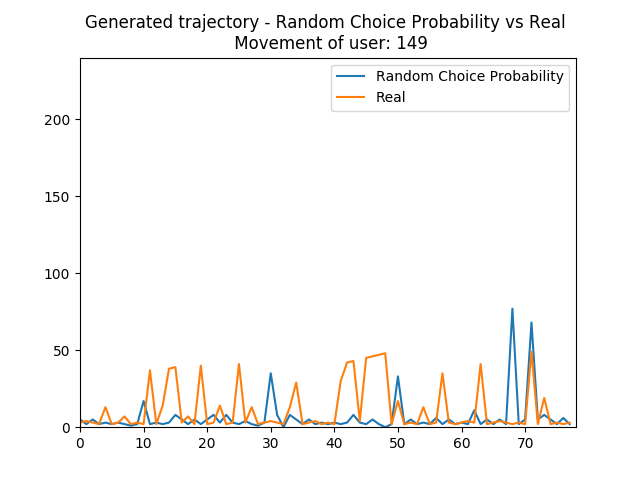 Generated trajectory - Random Choice Probability vs Real
Movement of user: 149
Random Choice Probability
Real
200
150
100
50
0
0 10 20 30 40 50 60 70